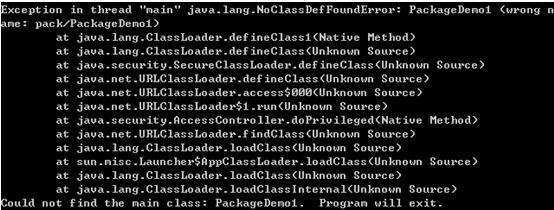 Exception in thread "main" java.lang.NoClassDefFoundError: PackageDemo1 (wrong n
ame: pack/PackageDemo1)
        at java.lang.ClassLoader.defineClass1(Native Method)
        at java.lang.ClassLoader.defineClass(Unknown Source)
        at java.security.SecureClassLoader.defineClass(Unknown Source)
        at java.net.URLClassLoader.defineClass(Unknown Source)
        at java.net.URLClassLoader.access$000(Unknown Source)
        at java.net.URLClassLoader$1.run(Unknown Source)
        at java.security.AccessController.doPrivileged(Native Method)
        at java.net.URLClassLoader.findClass(Unknown Source)
        at java.lang.ClassLoader.loadClass(Unknown Source)
        at sun.misc.Launcher$AppClassLoader.loadClass(Unknown Source)
        at java.lang.ClassLoader.loadClass(Unknown Source)
        at java.lang.ClassLoader.loadClassInternal(Unknown Source)
Could not find the main class: PackageDemo1.  Program will exit.